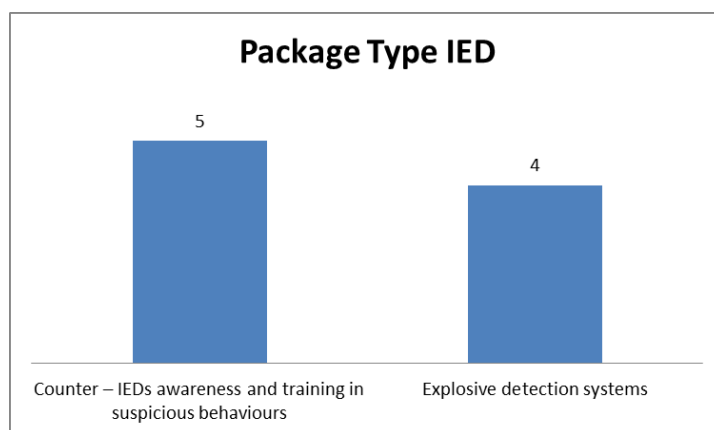 Package Type IED
5
4
Counter – IEDs awareness and training in
suspicious behaviours
Explosive detection systems